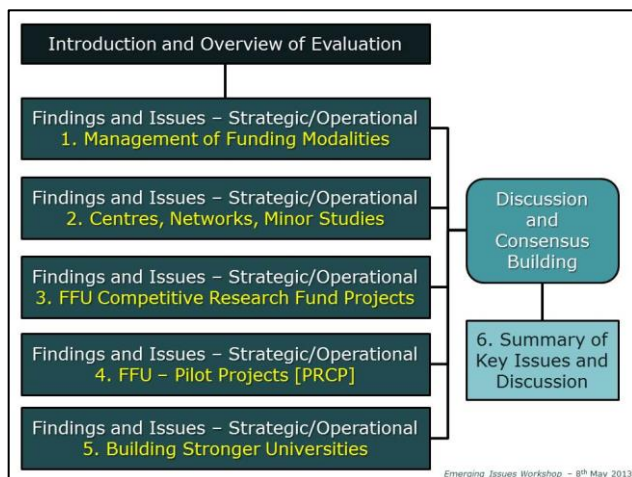 Introduction and Overview of Evaluation
Findings and Issues – Strategic/Operational
1. Management of Funding Modalities
Findings and Issues – Strategic/Operational
2. Centres, Networks, Minor Studies
Findings and Issues – Strategic/Operational
3. FFU Competitive Research Fund Projects
Findings and Issues – Strategic/Operational
4. FFU – Pilot Projects [PRCP]
Findings and Issues – Strategic/Operational
5. Building Stronger Universities
Discussion
and
Consensus
Building
6. Summary of
Key Issues and
Discussion
Emerging Issues Workshop – 8th May 2013